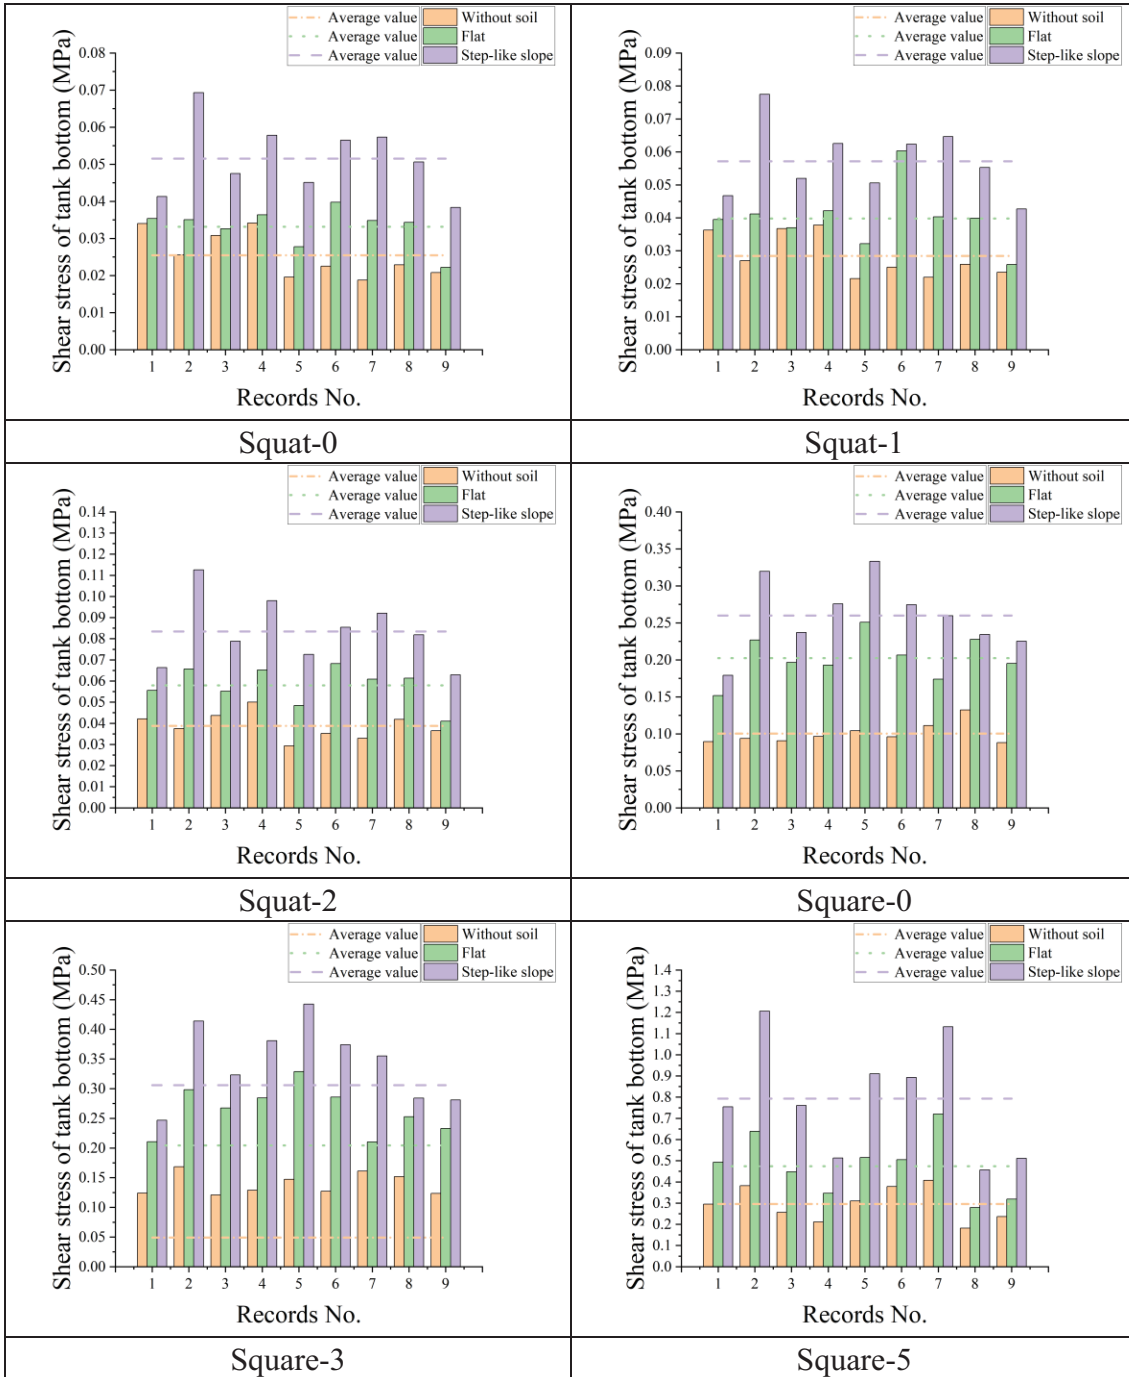 Average value Without soil
Average value Flat
Average value Step-like slope
Shear stress of tank bottom (MPa)
0.08
0.07
0.06
0.05
0.04
0.03
0.02
0.01
0.00
1 2 3 4 5 6 7 8 9
Records No.
Squat-0
Average value Without soil
Average value Flat
Average value Step-like slope
Shear stress of tank bottom (MPa)
0.09
0.08
0.07
0.06
0.05
0.04
0.03
0.02
0.01
0.00
1 2 3 4 5 6 7 8 9
Records No.
Squat-1
Average value Without soil
Average value Flat
Average value Step-like slope
Shear stress of tank bottom (MPa)
0.14
0.13
0.12
0.11
0.10
0.09
0.08
0.07
0.06
0.05
0.04
0.03
0.02
0.01
0.00
1 2 3 4 5 6 7 8 9
Records No.
Squat-2
Average value Without soil
Average value Flat
Average value Step-like slope
Shear stress of tank bottom (MPa)
0.40
0.35
0.30
0.25
0.20
0.15
0.10
0.05
0.00
1 2 3 4 5 6 7 8 9
Records No.
Square-0
Average value Without soil
Average value Flat
Average value Step-like slope
Shear stress of tank bottom (MPa)
0.50
0.45
0.40
0.35
0.30
0.25
0.20
0.15
0.10
0.05
0.00
1 2 3 4 5 6 7 8 9
Records No.
Square-3
Average value Without soil
Average value Flat
Average value Step-like slope
Shear stress of tank bottom (MPa)
1.4
1.3
1.2
1.1
1.0
0.9
0.8
0.7
0.6
0.5
0.4
0.3
0.2
0.1
0.0
1 2 3 4 5 6 7 8 9
Records No.
Square-5